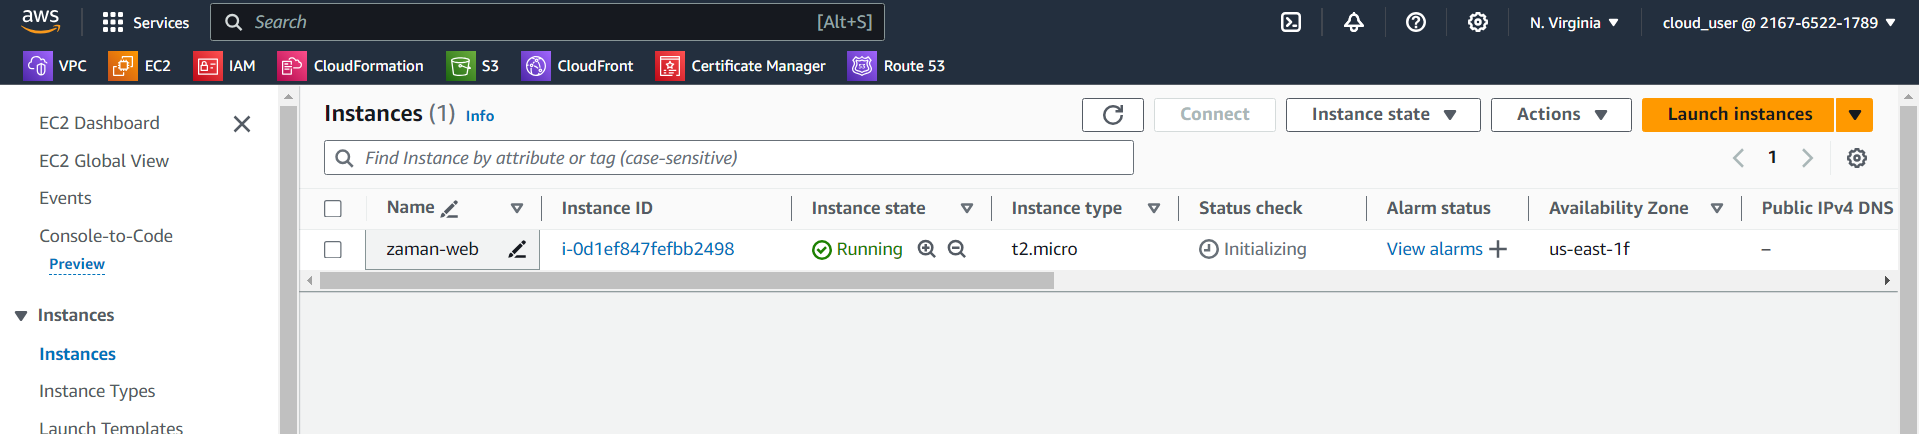 aws Services Search [Alt+S] N. Virginia cloud_user @ 2167-6522-1789
VPC EC2 IAM CloudFormation S3 CloudFront Certificate Manager Route 53
EC2 Dashboard
EC2 Global View
Events
Console-to-Code
Preview
Instances
Instances
Instance Types
Launch Templates
Instances (1) Info Connect Instance state Actions Launch instances
Find Instance by attribute or tag (case-sensitive) 1
Name Instance ID Instance state Instance type Status check Alarm status Availability Zone Public IPv4 DNS
zaman-web i-0d1ef847fefbb2498 Running t2.micro Initializing View alarms + us-east-1f –